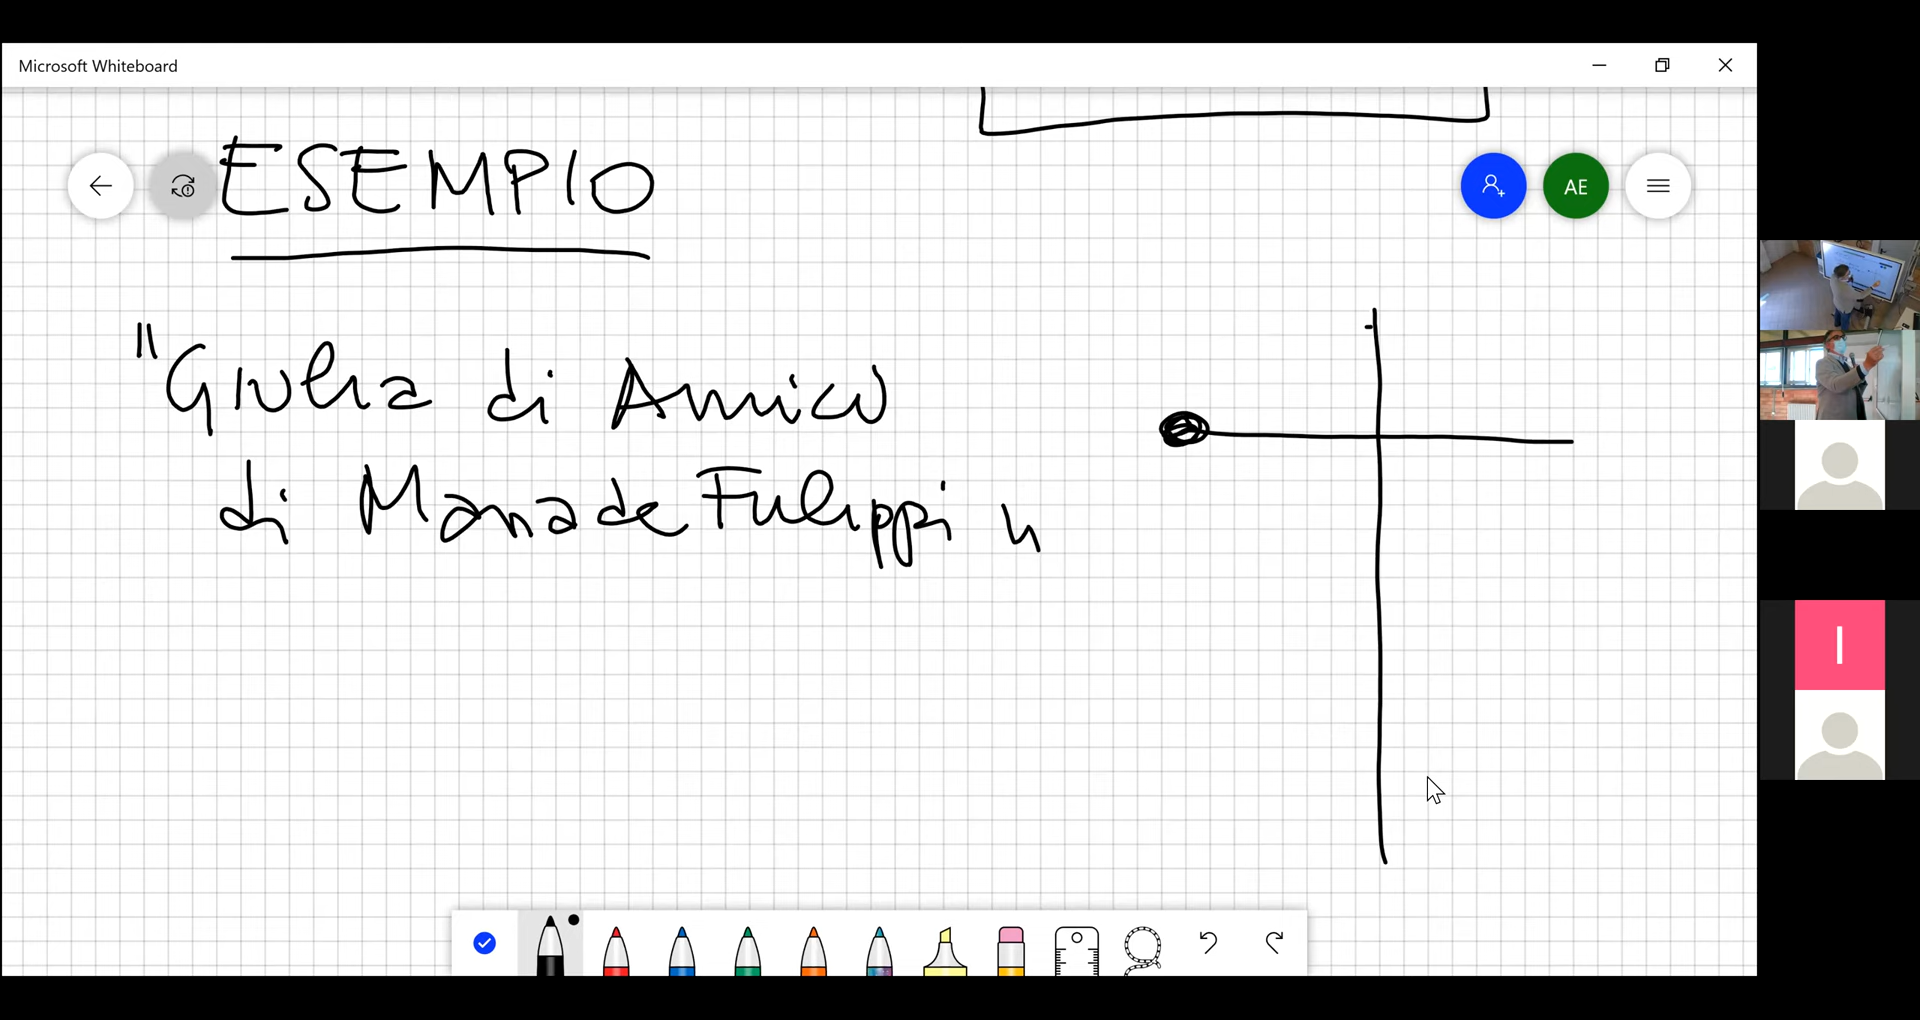 Microsoft Whiteboard
ESEMPIO
AE
"Giulia di Amico
di Maria de Filippi"
I